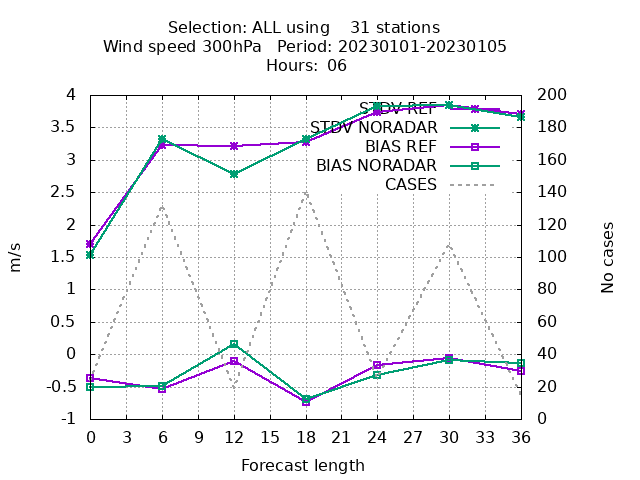 Selection: ALL using    31 stations
Wind speed 300hPa   Period: 20230101-20230105
Hours:  06
4
3.5
3
2.5
2
1.5
1
0.5
0
-0.5
-1
m/s
200
180
160
140
120
100
80
60
40
20
0
No cases
STDV REF
STDV NORADAR
BIAS REF
BIAS NORADAR
CASES
0 3 6 9 12 15 18 21 24 27 30 33 36
Forecast length